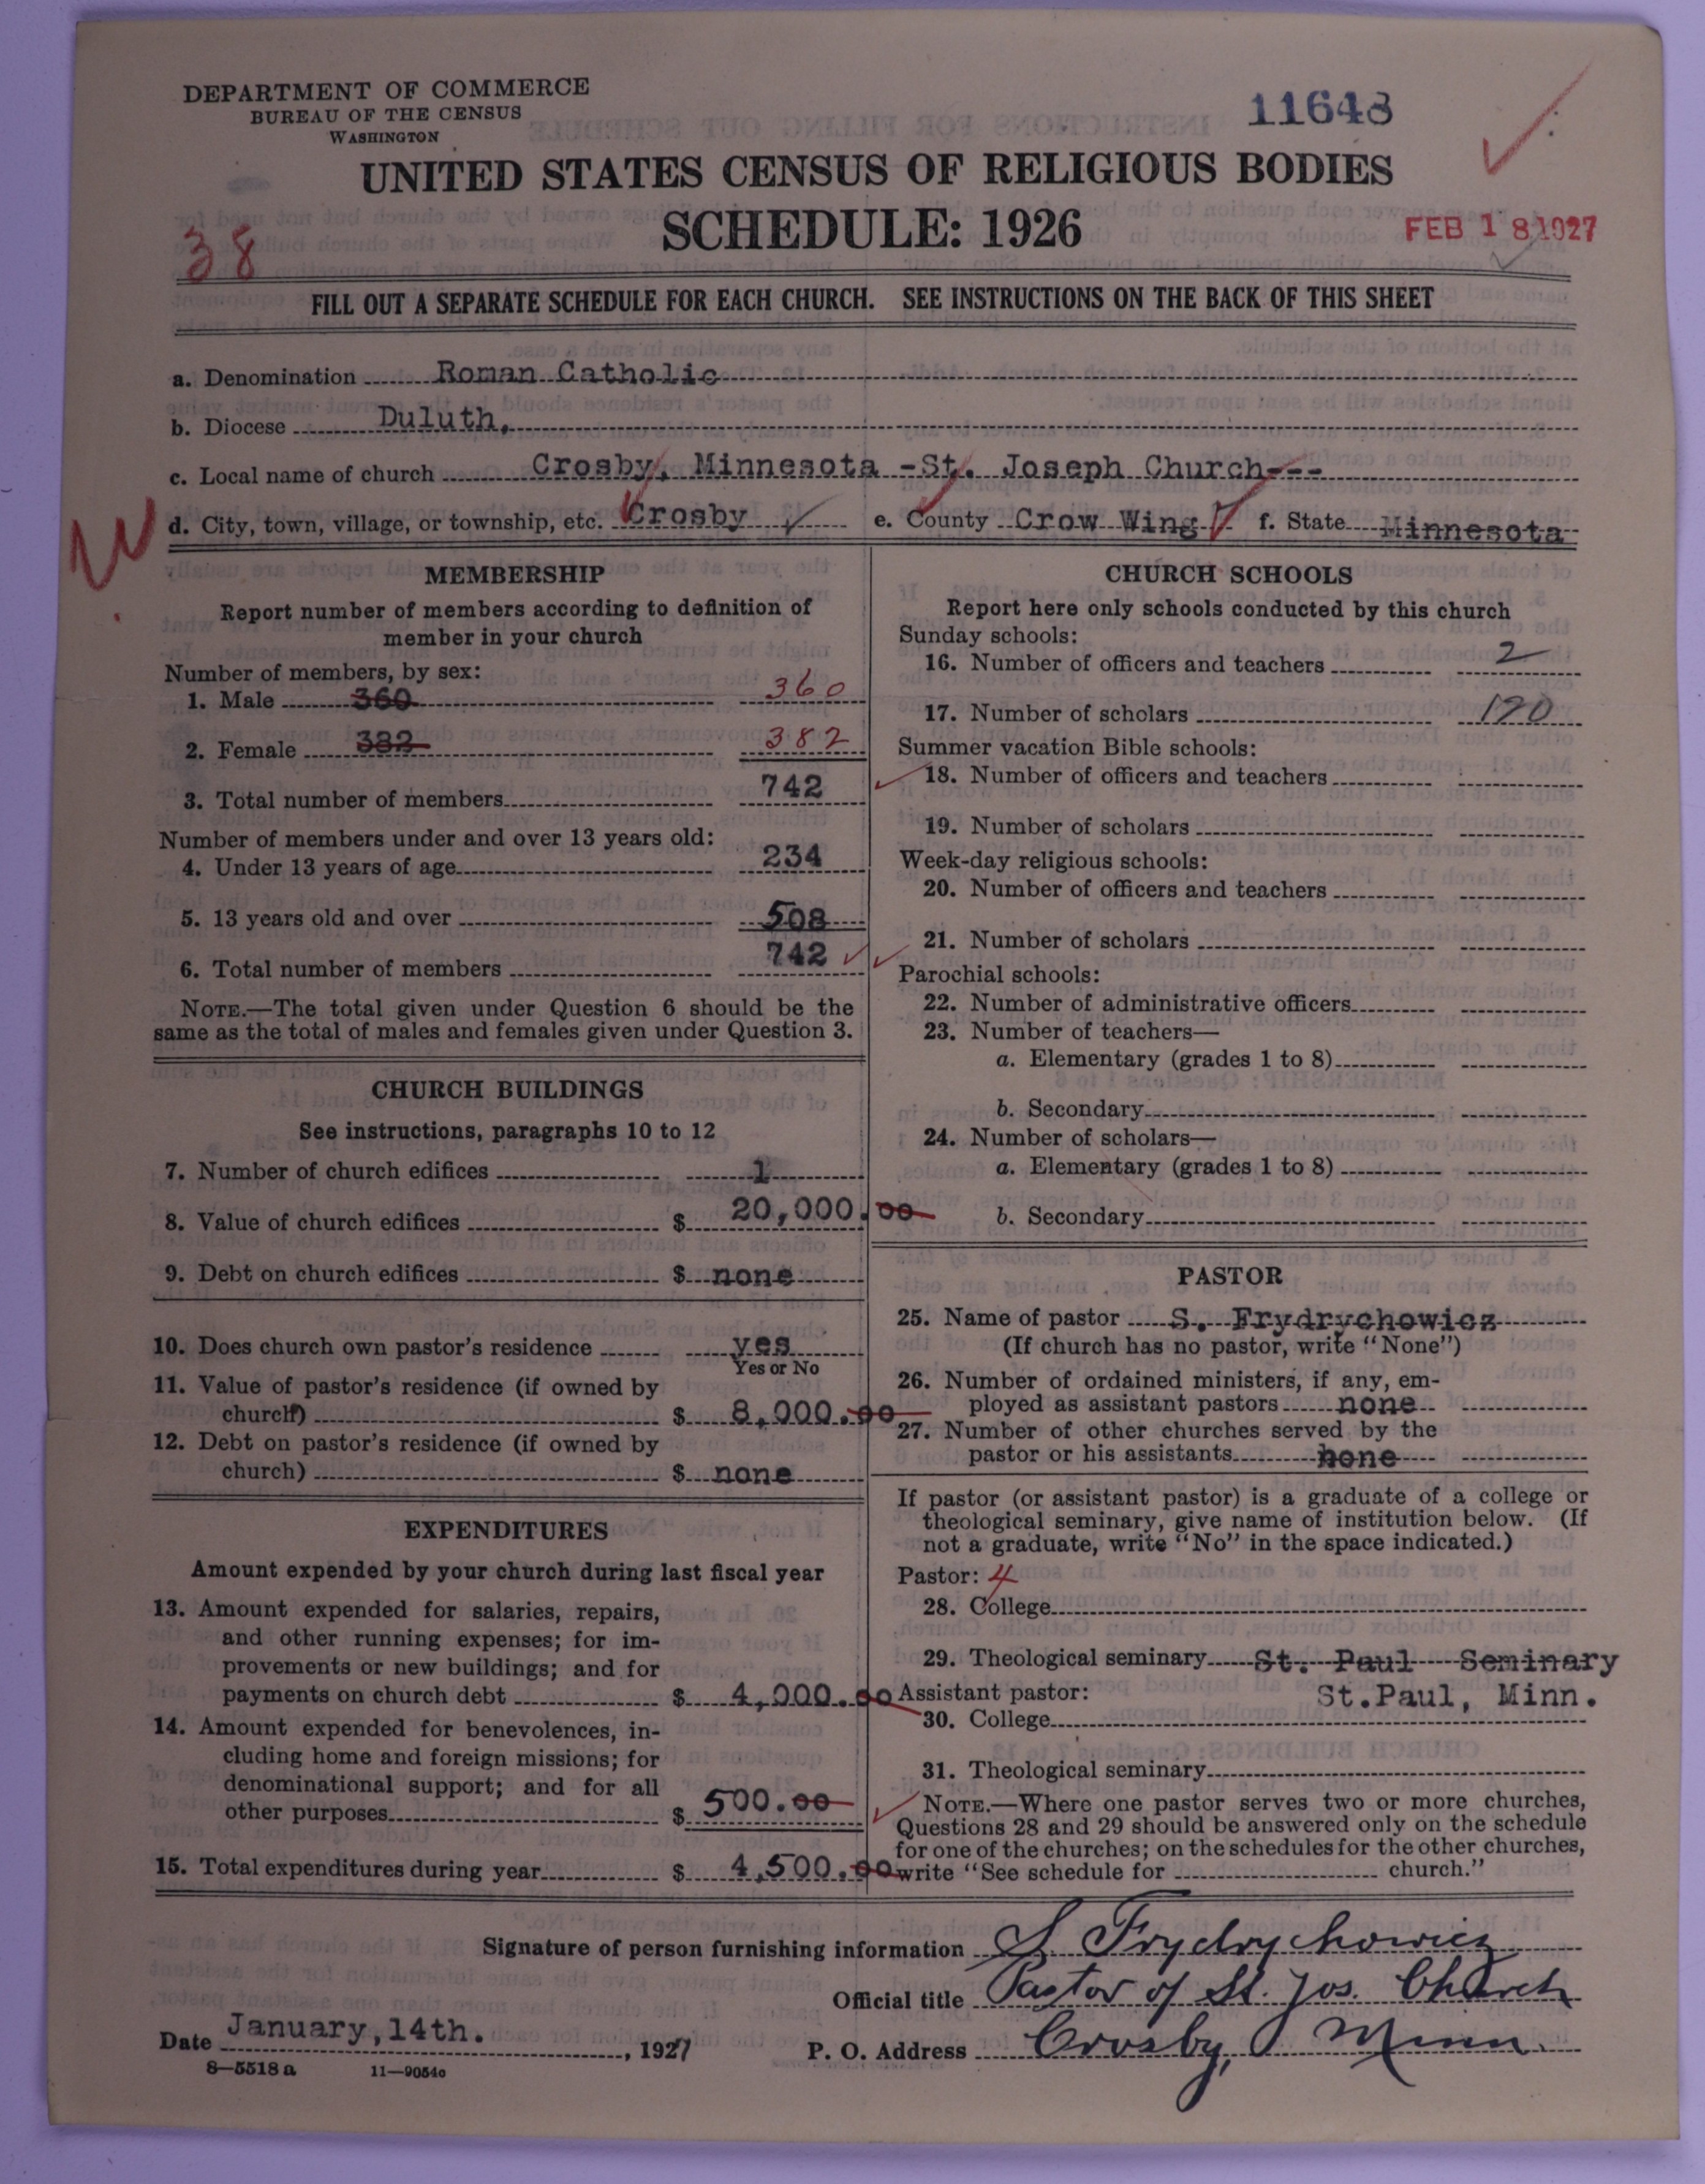 DEPARTMENT OF COMMERCE
BUREAU OF THE CENSUS
WASHINGTON
11648
UNITED STATES CENSUS OF RELIGIOUS BODIES
SCHEDULE: 1926
38
FEB 18 1927
FILL OUT A SEPARATE SCHEDULE FOR EACH CHURCH. SEE INSTRUCTIONS ON THE BACK OF THIS SHEET
a. Denomination Roman Catholic
b. Diocese Duluth.
c. Local name of church Crosby, Minnesota -St. Joseph Church---
d. City, town, village, or township, etc. Crosby e. County Crow Wing f. State Minnesota
MEMBERSHIP
Report number of members according to definition of
member in your church
Number of members, by sex:
1. Male 360 360
2. Female 382 382
3. Total number of members 742
Number of members under and over 13 years old:
4. Under 13 years of age 234
5. 13 years old and over 508
6. Total number of members 742
NOTE.—The total given under Question 6 should be the
same as the total of males and females given under Question 3.
CHURCH BUILDINGS
See instructions, paragraphs 10 to 12
7. Number of church edifices 1
8. Value of church edifices $ 20,000.00
9. Debt on church edifices $ none
10. Does church own pastor's residence yes
Yes or No
11. Value of pastor's residence (if owned by
church) $ 8,000.00
12. Debt on pastor's residence (if owned by
church) $ none
EXPENDITURES
Amount expended by your church during last fiscal year
13. Amount expended for salaries, repairs,
and other running expenses; for im-
provements or new buildings; and for
payments on church debt $ 4,000.00
14. Amount expended for benevolences, in-
cluding home and foreign missions; for
denominational support; and for all
other purposes $ 500.00
15. Total expenditures during year $ 4,500.00
CHURCH SCHOOLS
Report here only schools conducted by this church
Sunday schools:
16. Number of officers and teachers 2
17. Number of scholars 120
Summer vacation Bible schools:
18. Number of officers and teachers
19. Number of scholars
Week-day religious schools:
20. Number of officers and teachers
21. Number of scholars
Parochial schools:
22. Number of administrative officers
23. Number of teachers—
a. Elementary (grades 1 to 8)
b. Secondary
24. Number of scholars—
a. Elementary (grades 1 to 8)
b. Secondary
PASTOR
25. Name of pastor S. Frydrychowicz
(If church has no pastor, write "None")
26. Number of ordained ministers, if any, em-
ployed as assistant pastors none
27. Number of other churches served by the
pastor or his assistants none
If pastor (or assistant pastor) is a graduate of a college or
theological seminary, give name of institution below. (If
not a graduate, write "No" in the space indicated.)
Pastor: 4
28. College
29. Theological seminary St. Paul Seminary
Assistant pastor: St.Paul, Minn.
30. College
31. Theological seminary
NOTE.—Where one pastor serves two or more churches,
Questions 28 and 29 should be answered only on the schedule
for one of the churches; on the schedules for the other churches,
write "See schedule for church."
Signature of person furnishing information S Frydrychowicz
Official title Pastor of St. Jos. Church
Date January, 14th. , 1927 P. O. Address Crosby, Minn.
8—5518 a 11—9054c